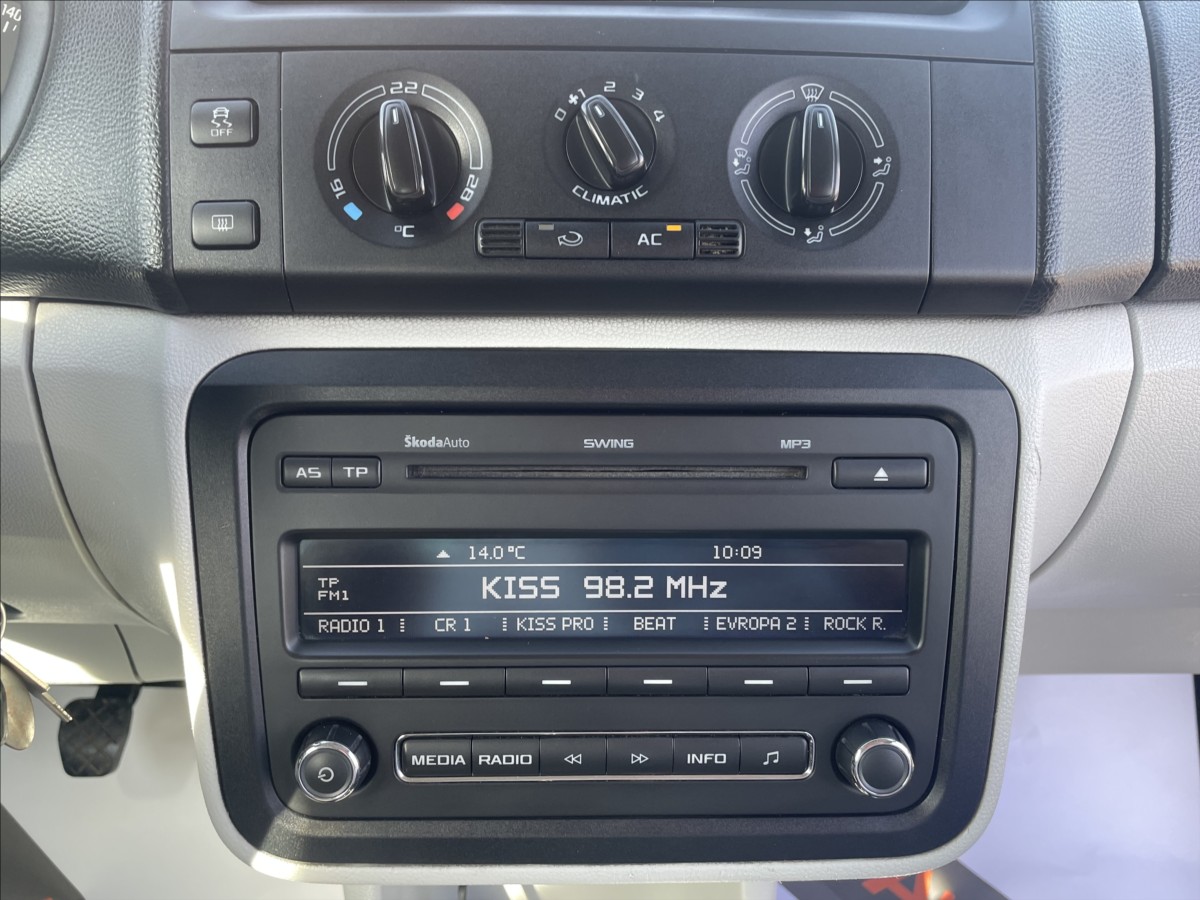 140
OFF
22
16
28
°C
0 1 2 3 4
CLIMATIC
AC
ŠkodaAuto SWING MP3
AS TP
14.0°C 10:09
TP
FM1
KISS 98.2 MHz
RADIO 1 CR 1 KISS PRO BEAT EVROPA 2 ROCK R.
MEDIA RADIO INFO